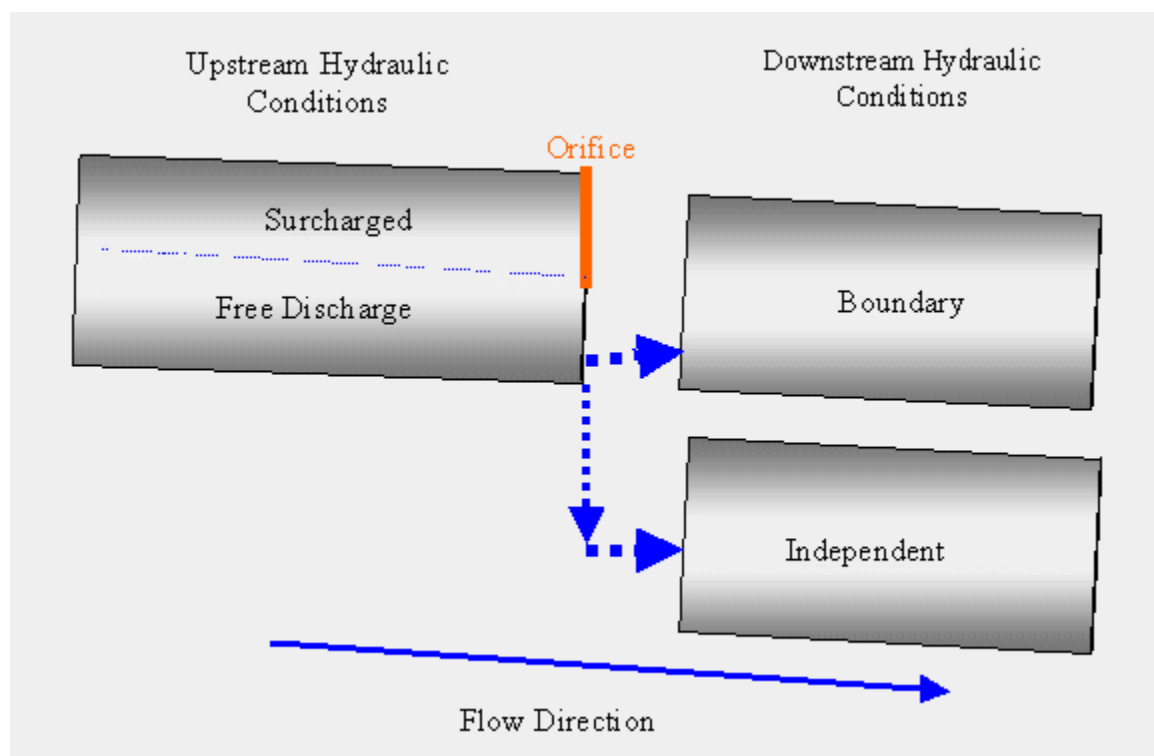 Upstream Hydraulic
Conditions
Downstream Hydraulic
Conditions
Orifice
Surcharged
Free Discharge
Boundary
Independent
Flow Direction